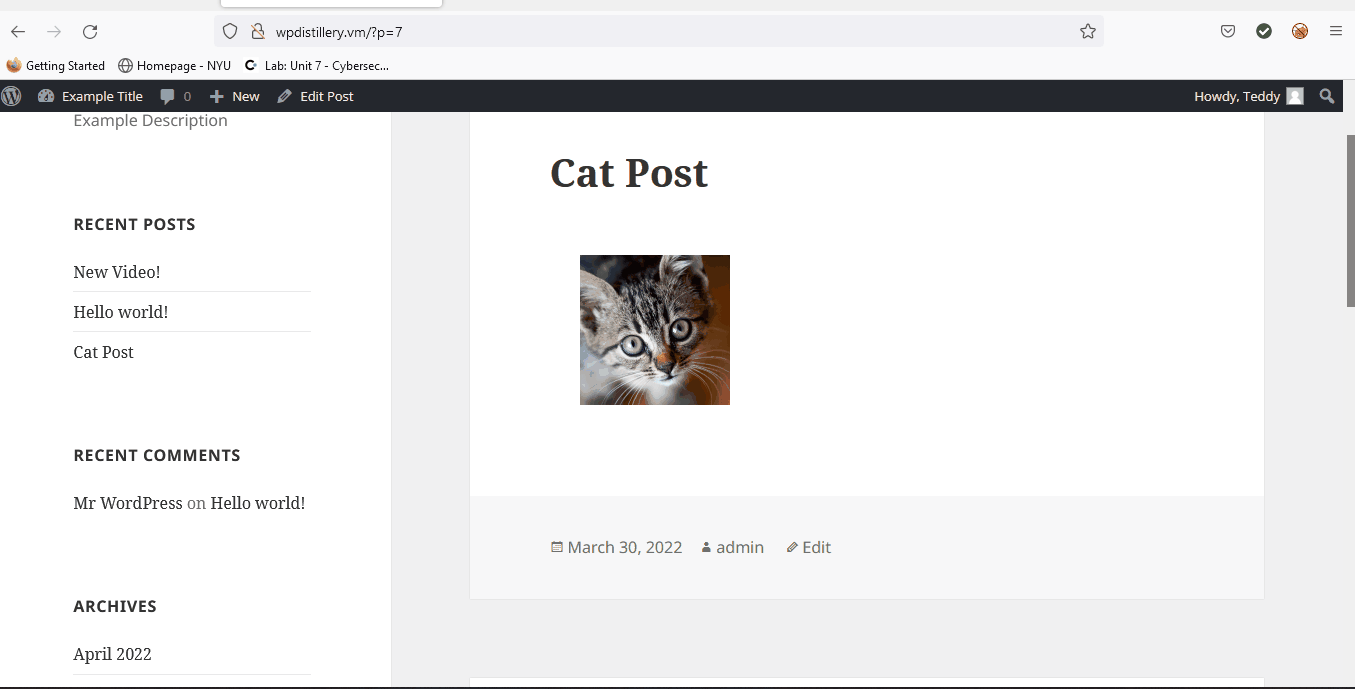 wpdistillery.vm/?p=7
Getting Started Homepage - NYU Lab: Unit 7 - Cybersec...
Example Title 0 New Edit Post Howdy, Teddy
Example Description
RECENT POSTS
New Video!
Hello world!
Cat Post
RECENT COMMENTS
Mr WordPress on Hello world!
ARCHIVES
April 2022
Cat Post
March 30, 2022 admin Edit